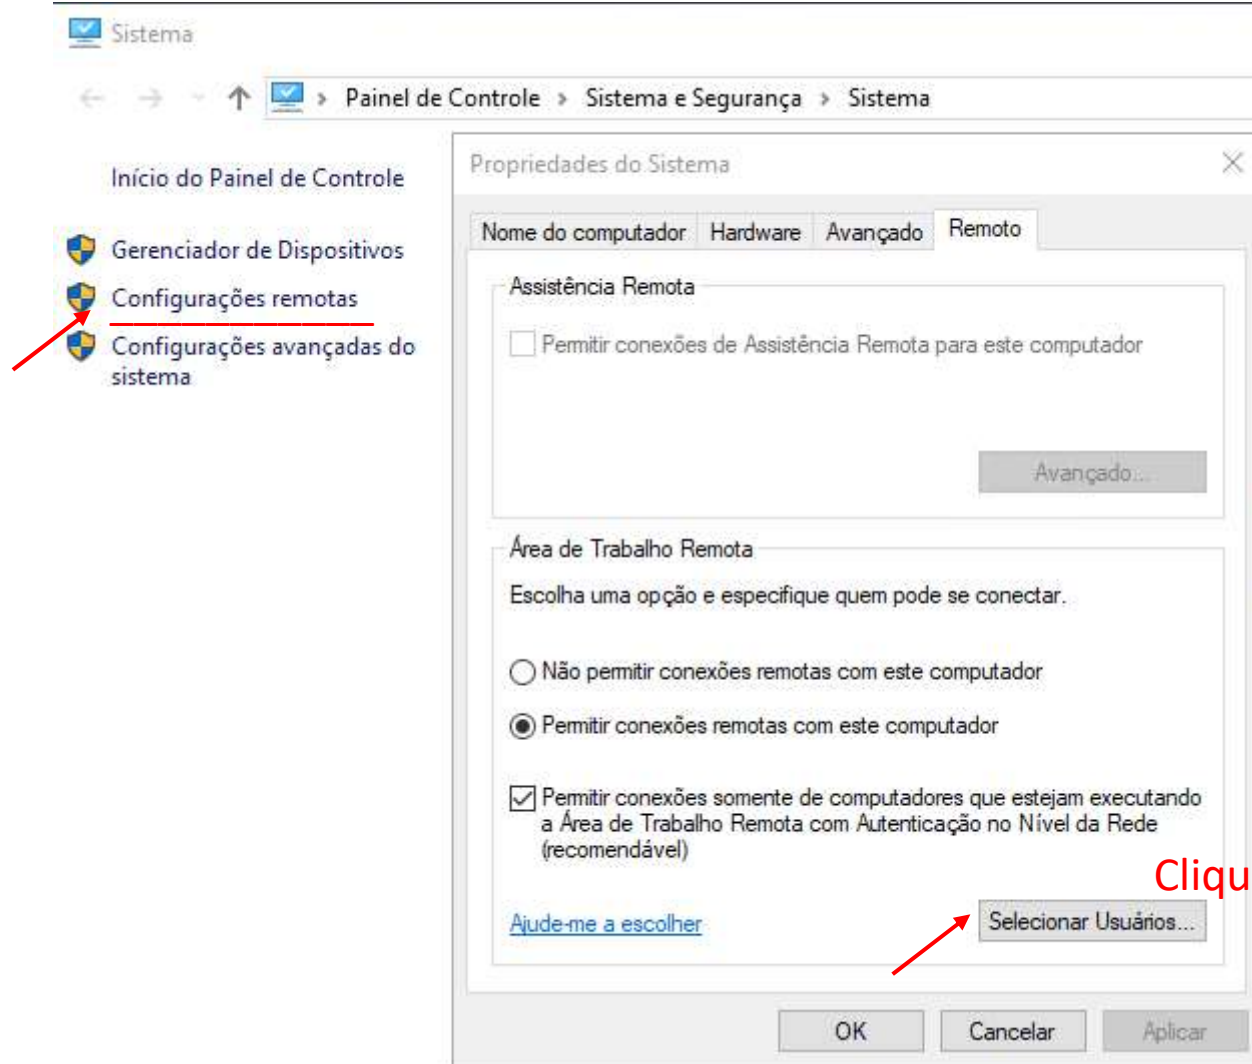 Sistema
Painel de Controle > Sistema e Segurança > Sistema
Início do Painel de Controle
Gerenciador de Dispositivos
Configurações remotas
Configurações avançadas do
sistema
Propriedades do Sistema
Nome do computador Hardware Avançado Remoto
Assistência Remota
Permitir conexões de Assistência Remota para este computador
Avançado...
Área de Trabalho Remota
Escolha uma opção e especifique quem pode se conectar.
Não permitir conexões remotas com este computador
Permitir conexões remotas com este computador
Permitir conexões somente de computadores que estejam executando
a Área de Trabalho Remota com Autenticação no Nível da Rede
(recomendável)
Cliqu
Ajude-me a escolher
Selecionar Usuários...
OK Cancelar Aplicar